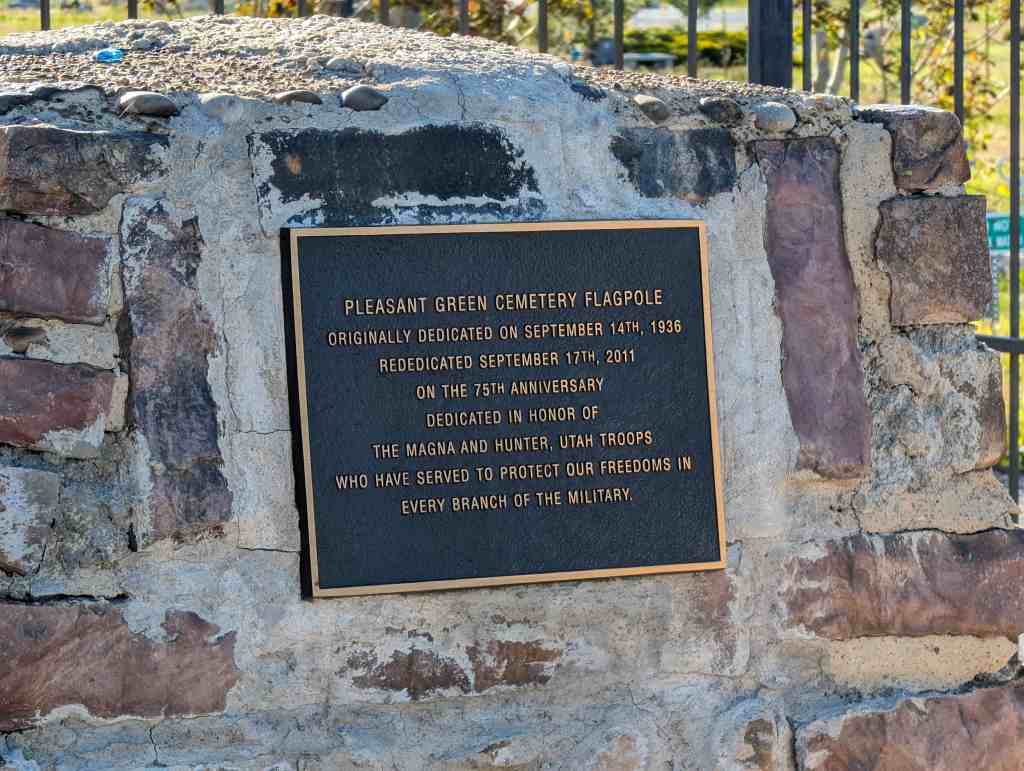 PLEASANT GREEN CEMETERY FLAGPOLE
ORIGINALLY DEDICATED ON SEPTEMBER 14TH, 1936
REDEDICATED SEPTEMBER 17TH, 2011
ON THE 75TH ANNIVERSARY
DEDICATED IN HONOR OF
THE MAGNA AND HUNTER, UTAH TROOPS
WHO HAVE SERVED TO PROTECT OUR FREEDOMS IN
EVERY BRANCH OF THE MILITARY.